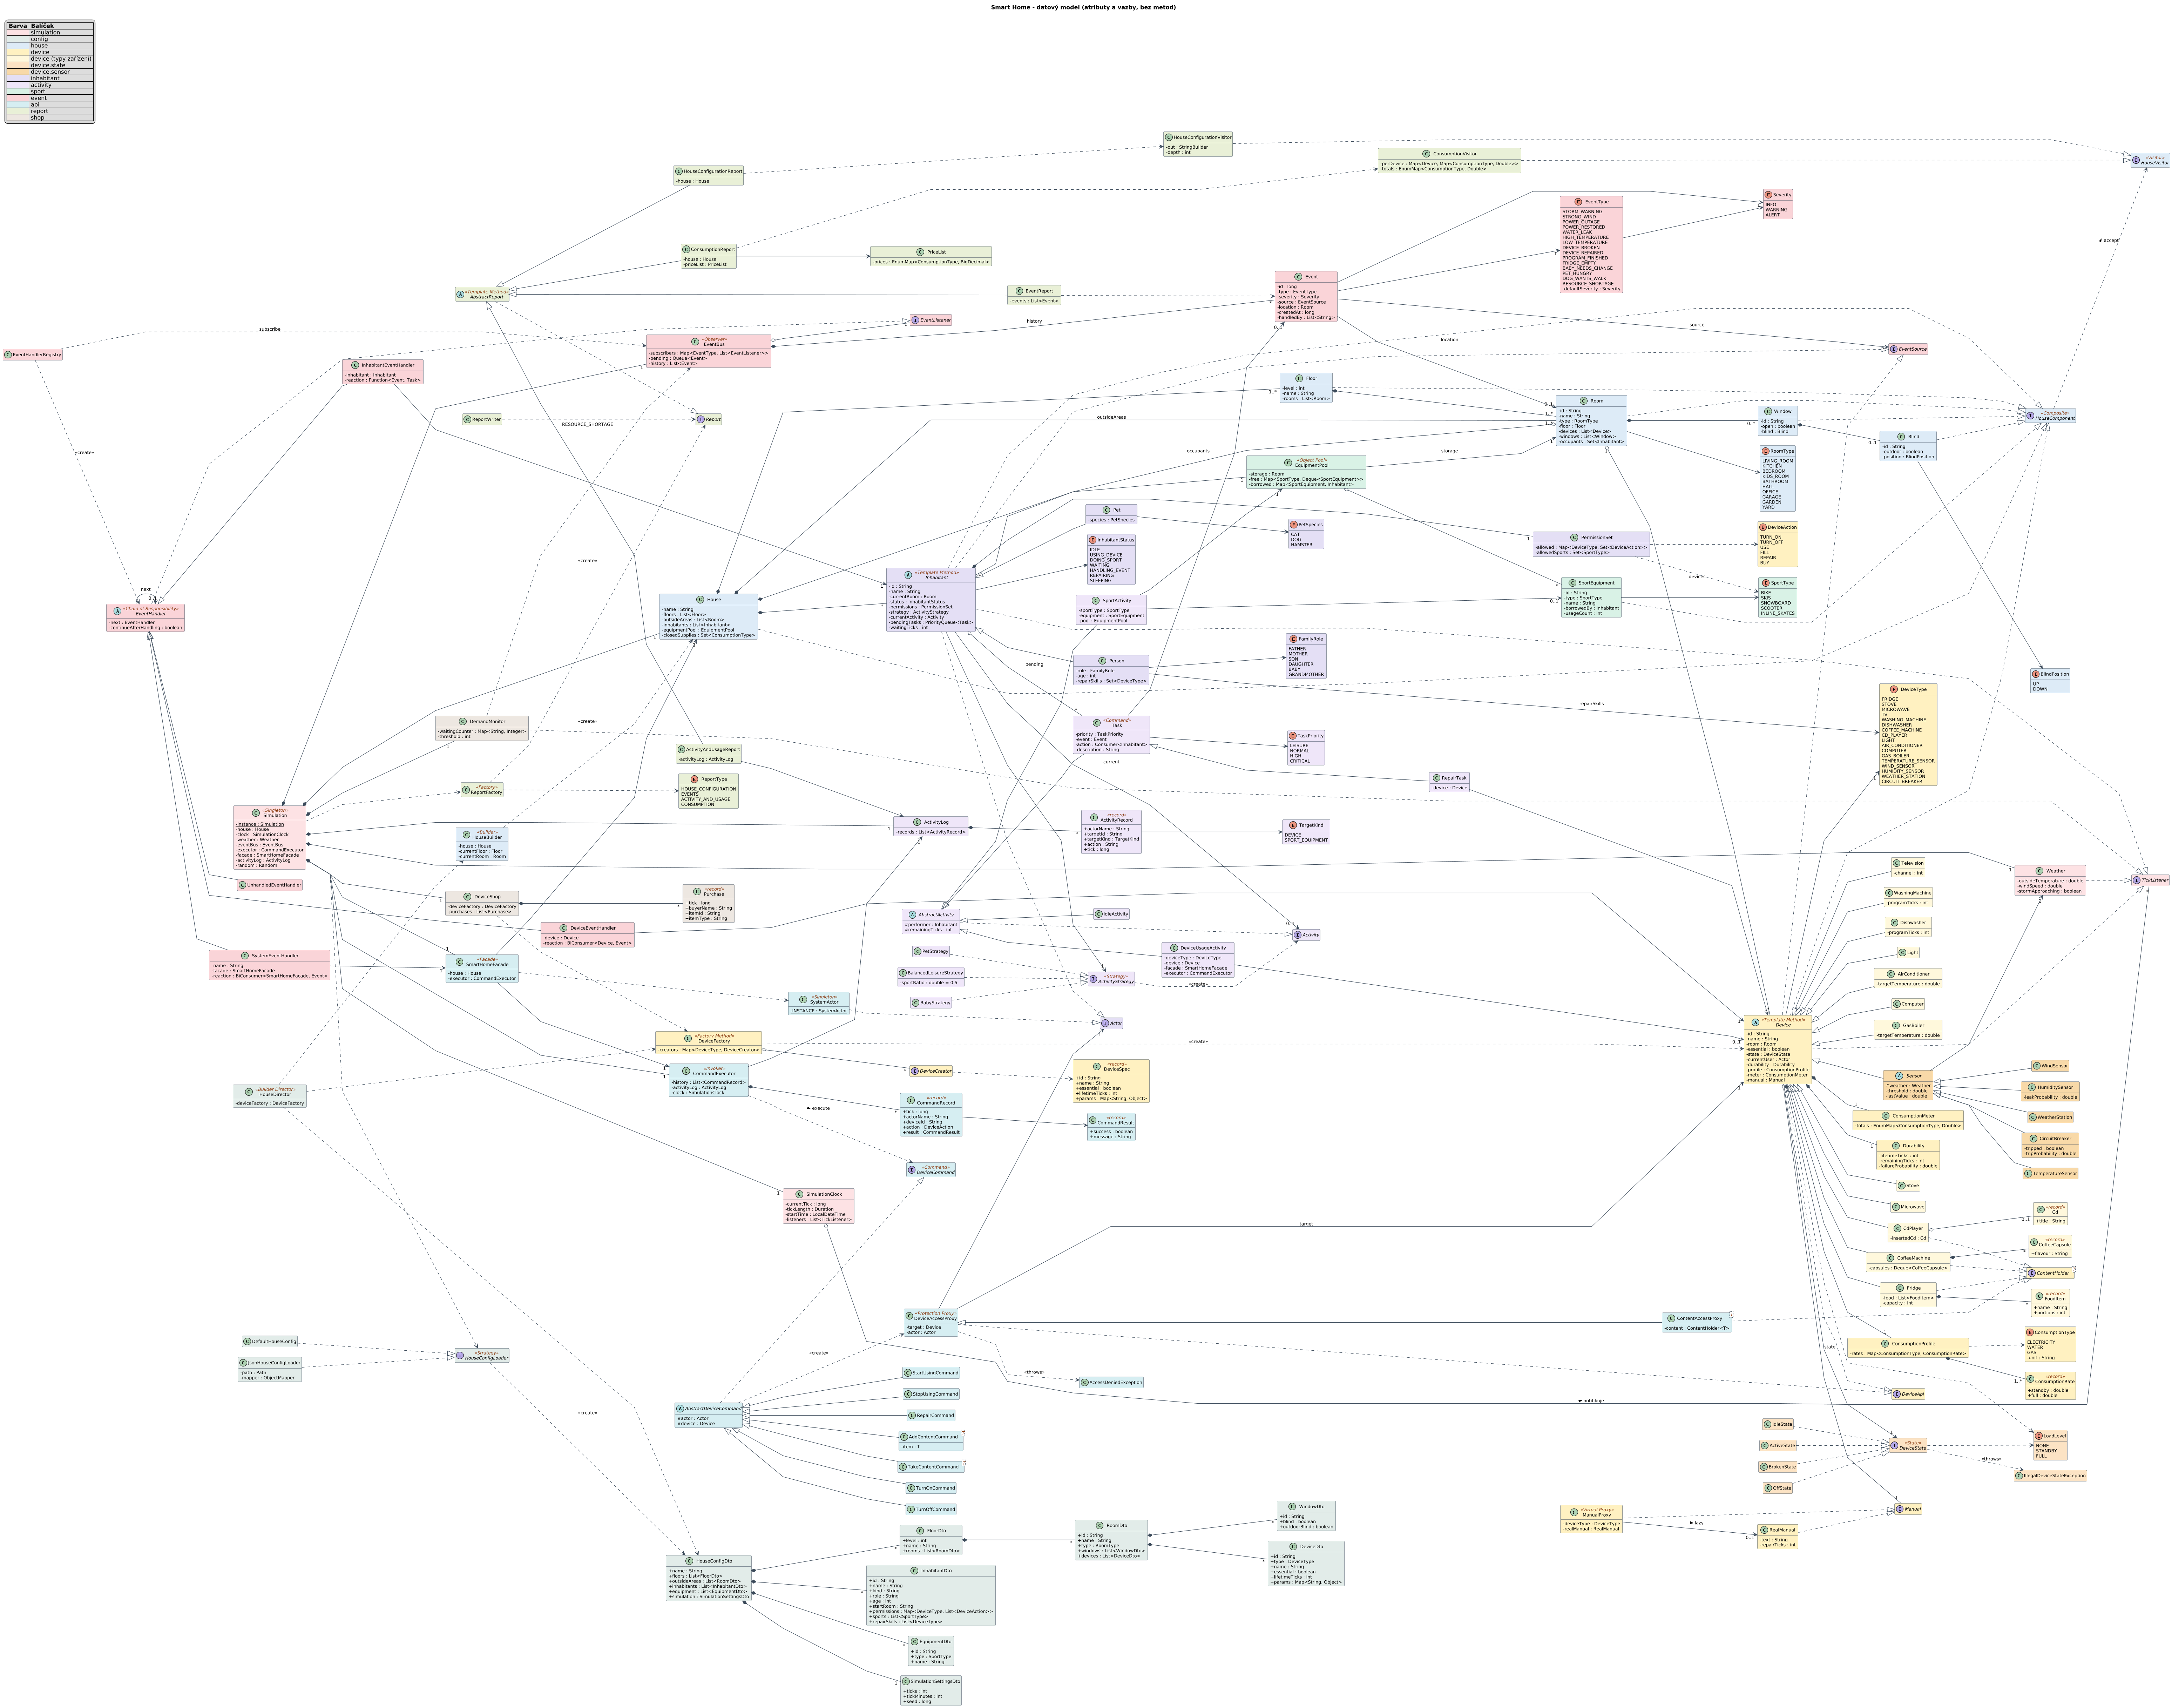 Smart Home - datový model (atributy a vazby, bez metod)
Barva Balíček
simulation
config
house
device
device (typy zařízení)
device.state
device.sensor
inhabitant
activity
sport
event
api
report
shop
HouseConfigurationVisitor
-out : StringBuilder
-depth : int
ConsumptionVisitor
-perDevice : Map<Device, Map<ConsumptionType, Double>>
-totals : EnumMap<ConsumptionType, Double>
«Visitor»
HouseVisitor
HouseConfigurationReport
-house : House
Severity
INFO
WARNING
ALERT
EventType
STORM_WARNING
STRONG_WIND
POWER_OUTAGE
POWER_RESTORED
WATER_LEAK
HIGH_TEMPERATURE
LOW_TEMPERATURE
DEVICE_BROKEN
DEVICE_REPAIRED
PROGRAM_FINISHED
FRIDGE_EMPTY
BABY_NEEDS_CHANGE
PET_HUNGRY
DOG_WANTS_WALK
RESOURCE_SHORTAGE
-defaultSeverity : Severity
accept
ConsumptionReport
-house : House
-priceList : PriceList
PriceList
-prices : EnumMap<ConsumptionType, BigDecimal>
«Template Method»
AbstractReport
EventReport
-events : List<Event>
Event
-id : long
-type : EventType
-severity : Severity
-source : EventSource
-location : Room
-createdAt : long
-handledBy : List<String>
1
*
0..1
history
source
location
EventListener
*
subscribe
EventHandlerRegistry
«Observer»
EventBus
-subscribers : Map<EventType, List<EventListener>>
-pending : Queue<Event>
-history : List<Event>
1
EventSource
InhabitantEventHandler
-inhabitant : Inhabitant
-reaction : Function<Event, Task>
Floor
-level : int
-name : String
-rooms : List<Room>
1..*
ReportWriter
Report
RESOURCE_SHORTAGE
outsideAreas
Room
-id : String
-name : String
-type : RoomType
-floor : Floor
-devices : List<Device>
-windows : List<Window>
-occupants : Set<Inhabitant>
0..1
1..*
Window
-id : String
-open : boolean
-blind : Blind
0..*
«Composite»
HouseComponent
Blind
-id : String
-outdoor : boolean
-position : BlindPosition
0..1
«create»
occupants
storage
«Object Pool»
EquipmentPool
-storage : Room
-free : Map<SportType, Deque<SportEquipment>>
-borrowed : Map<SportEquipment, Inhabitant>
1
RoomType
LIVING_ROOM
KITCHEN
BEDROOM
KIDS_ROOM
BATHROOM
HALL
OFFICE
GARAGE
GARDEN
YARD
Pet
-species : PetSpecies
PetSpecies
CAT
DOG
HAMSTER
DeviceAction
TURN_ON
TURN_OFF
USE
FILL
REPAIR
BUY
PermissionSet
-allowed : Map<DeviceType, Set<DeviceAction>>
-allowedSports : Set<SportType>
1
InhabitantStatus
IDLE
USING_DEVICE
DOING_SPORT
WAITING
HANDLING_EVENT
REPAIRING
SLEEPING
«create»
«Template Method»
Inhabitant
-id : String
-name : String
-currentRoom : Room
-status : InhabitantStatus
-permissions : PermissionSet
-strategy : ActivityStrategy
-currentActivity : Activity
-pendingTasks : PriorityQueue<Task>
-waitingTicks : int
devices
SportEquipment
-id : String
-type : SportType
-name : String
-borrowedBy : Inhabitant
-usageCount : int
SportType
BIKE
SKIS
SNOWBOARD
SCOOTER
INLINE_SKATES
next
0..1
«Chain of Responsibility»
EventHandler
-next : EventHandler
-continueAfterHandling : boolean
House
-name : String
-floors : List<Floor>
-outsideAreas : List<Room>
-inhabitants : List<Inhabitant>
-equipmentPool : EquipmentPool
-closedSupplies : Set<ConsumptionType>
SportActivity
-sportType : SportType
-equipment : SportEquipment
-pool : EquipmentPool
FamilyRole
FATHER
MOTHER
SON
DAUGHTER
BABY
GRANDMOTHER
pending
Person
-role : FamilyRole
-age : int
-repairSkills : Set<DeviceType>
BlindPosition
UP
DOWN
repairSkills
DeviceType
FRIDGE
STOVE
MICROWAVE
TV
WASHING_MACHINE
DISHWASHER
COFFEE_MACHINE
CD_PLAYER
LIGHT
AIR_CONDITIONER
COMPUTER
GAS_BOILER
TEMPERATURE_SENSOR
WIND_SENSOR
HUMIDITY_SENSOR
WEATHER_STATION
CIRCUIT_BREAKER
«create»
DemandMonitor
-waitingCounter : Map<String, Integer>
-threshold : int
«Command»
Task
-priority : TaskPriority
-event : Event
-action : Consumer<Inhabitant>
-description : String
TaskPriority
LEISURE
NORMAL
HIGH
CRITICAL
ActivityAndUsageReport
-activityLog : ActivityLog
current
RepairTask
-device : Device
ReportType
HOUSE_CONFIGURATION
EVENTS
ACTIVITY_AND_USAGE
CONSUMPTION
«Factory»
ReportFactory
«Singleton»
Simulation
-instance : Simulation
-house : House
-clock : SimulationClock
-weather : Weather
-eventBus : EventBus
-executor : CommandExecutor
-facade : SmartHomeFacade
-activityLog : ActivityLog
-random : Random
«Builder»
HouseBuilder
-house : House
-currentFloor : Floor
-currentRoom : Room
ActivityLog
-records : List<ActivityRecord>
«record»
ActivityRecord
+actorName : String
+targetId : String
+targetKind : TargetKind
+action : String
+tick : long
TargetKind
DEVICE
SPORT_EQUIPMENT
Television
-channel : int
Weather
-outsideTemperature : double
-windSpeed : double
-stormApproaching : boolean
TickListener
UnhandledEventHandler
DeviceShop
-deviceFactory : DeviceFactory
-purchases : List<Purchase>
«record»
Purchase
+tick : long
+buyerName : String
+itemId : String
+itemType : String
WashingMachine
-programTicks : int
AbstractActivity
#performer : Inhabitant
#remainingTicks : int
IdleActivity
Dishwasher
-programTicks : int
DeviceEventHandler
-device : Device
-reaction : BiConsumer<Device, Event>
Activity
0..1
PetStrategy
DeviceUsageActivity
-deviceType : DeviceType
-device : Device
-facade : SmartHomeFacade
-executor : CommandExecutor
Light
SystemEventHandler
-name : String
-facade : SmartHomeFacade
-reaction : BiConsumer<SmartHomeFacade, Event>
«Facade»
SmartHomeFacade
-house : House
-executor : CommandExecutor
BalancedLeisureStrategy
-sportRatio : double = 0.5
«Strategy»
ActivityStrategy
«create»
AirConditioner
-targetTemperature : double
BabyStrategy
«Singleton»
SystemActor
-INSTANCE : SystemActor
Actor
Computer
«Template Method»
Device
-id : String
-name : String
-room : Room
-essential : boolean
-state : DeviceState
-currentUser : Actor
-durability : Durability
-profile : ConsumptionProfile
-meter : ConsumptionMeter
-manual : Manual
GasBoiler
-targetTemperature : double
«Factory Method»
DeviceFactory
-creators : Map<DeviceType, DeviceCreator>
«create»
«Invoker»
CommandExecutor
-history : List<CommandRecord>
-activityLog : ActivityLog
-clock : SimulationClock
DeviceCreator
«record»
DeviceSpec
+id : String
+name : String
+essential : boolean
+lifetimeTicks : int
+params : Map<String, Object>
Sensor
#weather : Weather
-threshold : double
-lastValue : double
WindSensor
HumiditySensor
-leakProbability : double
«Builder Director»
HouseDirector
-deviceFactory : DeviceFactory
execute
«record»
CommandRecord
+tick : long
+actorName : String
+deviceId : String
+action : DeviceAction
+result : CommandResult
«record»
CommandResult
+success : boolean
+message : String
ConsumptionMeter
-totals : EnumMap<ConsumptionType, Double>
WeatherStation
CircuitBreaker
-tripped : boolean
-tripProbability : double
Durability
-lifetimeTicks : int
-remainingTicks : int
-failureProbability : double
«Command»
DeviceCommand
TemperatureSensor
Stove
SimulationClock
-currentTick : long
-tickLength : Duration
-startTime : LocalDateTime
-listeners : List<TickListener>
Microwave
target
CdPlayer
-insertedCd : Cd
«record»
Cd
+title : String
0..1
CoffeeMachine
-capsules : Deque<CoffeeCapsule>
«record»
CoffeeCapsule
+flavour : String
ContentHolder
Fridge
-food : List<FoodItem>
-capacity : int
«record»
FoodItem
+name : String
+portions : int
«Protection Proxy»
DeviceAccessProxy
-target : Device
-actor : Actor
ContentAccessProxy
-content : ContentHolder<T>
DefaultHouseConfig
JsonHouseConfigLoader
-path : Path
-mapper : ObjectMapper
«Strategy»
HouseConfigLoader
«create»
«throws»
AccessDeniedException
state
ConsumptionProfile
-rates : Map<ConsumptionType, ConsumptionRate>
ConsumptionType
ELECTRICITY
WATER
GAS
-unit : String
«record»
ConsumptionRate
+standby : double
+full : double
1..*
StartUsingCommand
DeviceApi
notifikuje
AbstractDeviceCommand
#actor : Actor
#device : Device
StopUsingCommand
«create»
RepairCommand
AddContentCommand
-item : T
TakeContentCommand
TurnOnCommand
TurnOffCommand
IdleState
ActiveState
BrokenState
OffState
«State»
DeviceState
LoadLevel
NONE
STANDBY
FULL
«throws»
IllegalDeviceStateException
«Virtual Proxy»
ManualProxy
-deviceType : DeviceType
-realManual : RealManual
Manual
lazy
0..1
RealManual
-text : String
-repairTicks : int
WindowDto
+id : String
+blind : boolean
+outdoorBlind : boolean
FloorDto
+level : int
+name : String
+rooms : List<RoomDto>
RoomDto
+id : String
+name : String
+type : RoomType
+windows : List<WindowDto>
+devices : List<DeviceDto>
DeviceDto
+id : String
+type : DeviceType
+name : String
+essential : boolean
+lifetimeTicks : int
+params : Map<String, Object>
HouseConfigDto
+name : String
+floors : List<FloorDto>
+outsideAreas : List<RoomDto>
+inhabitants : List<InhabitantDto>
+equipment : List<EquipmentDto>
+simulation : SimulationSettingsDto
InhabitantDto
+id : String
+name : String
+kind : String
+role : String
+age : int
+startRoom : String
+permissions : Map<DeviceType, List<DeviceAction>>
+sports : List<SportType>
+repairSkills : List<DeviceType>
EquipmentDto
+id : String
+type : SportType
+name : String
SimulationSettingsDto
+ticks : int
+tickMinutes : int
+seed : long